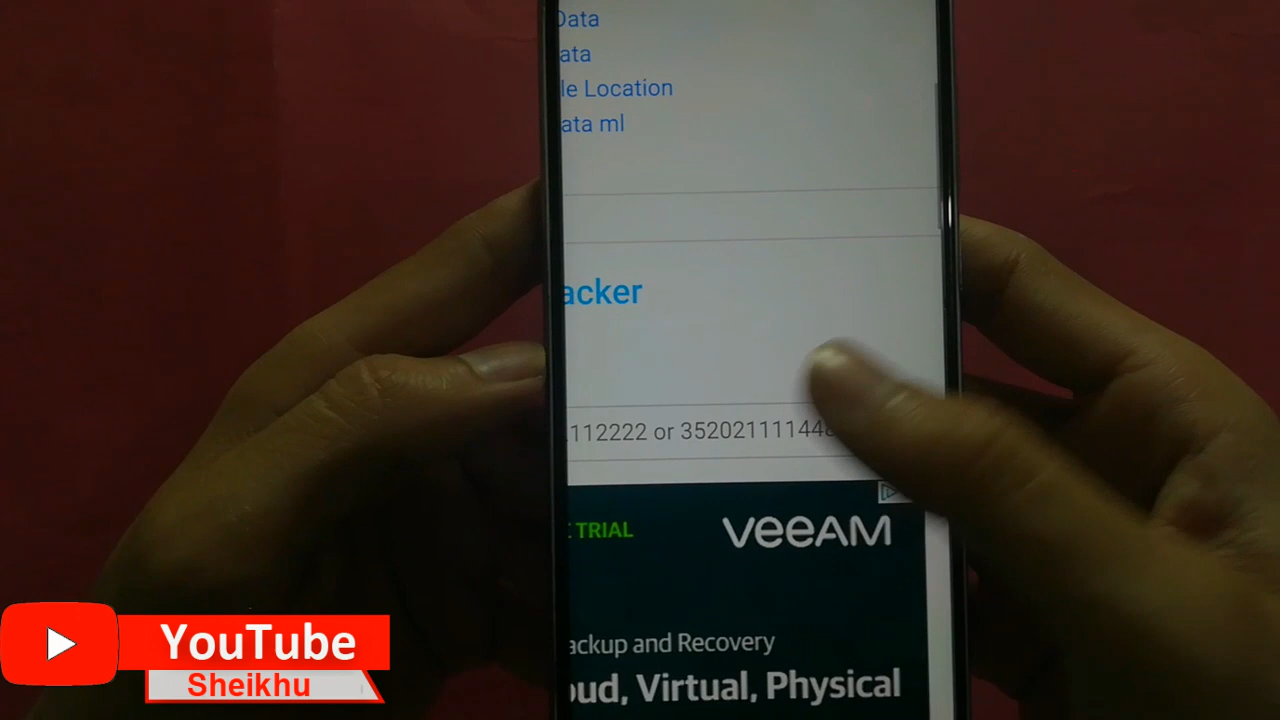 Data
ata
le Location
ata ml
acker
112222 or 35202111144
TRIAL
veeAM
ackup and Recovery
oud, Virtual, Physical
YouTube
Sheikhu